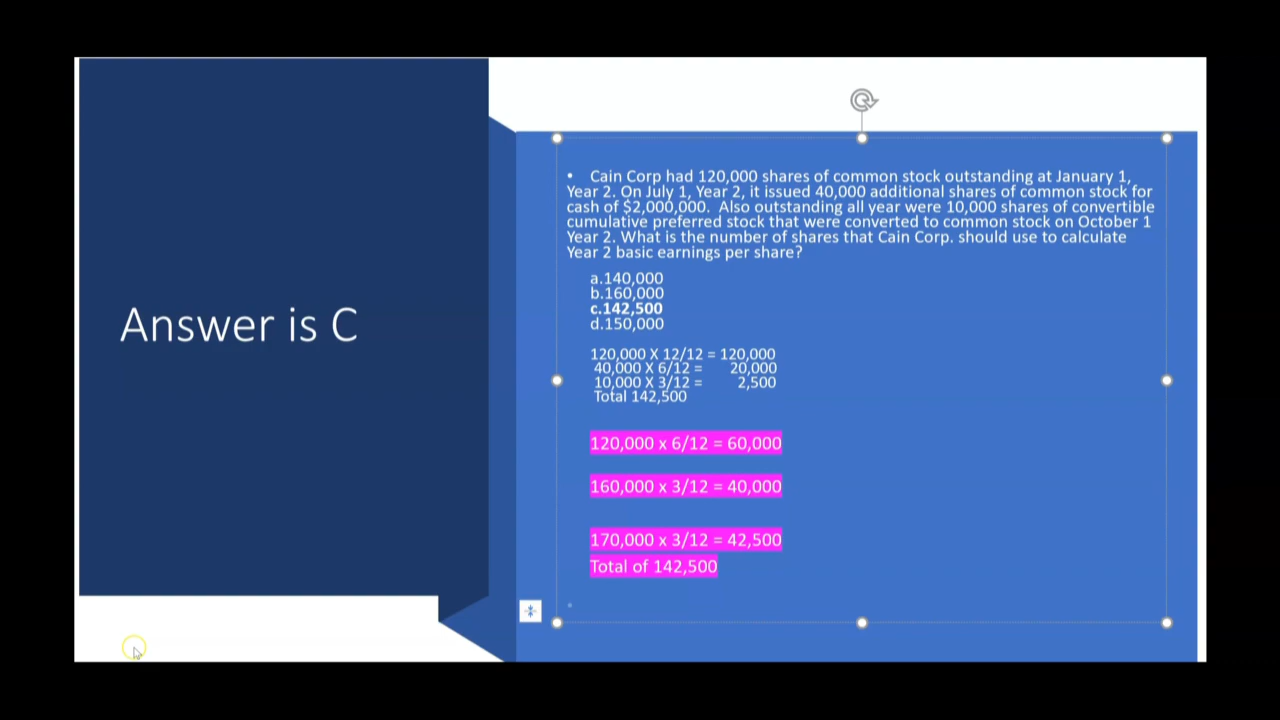 Answer is C
• Cain Corp had 120,000 shares of common stock outstanding at January 1,
Year 2. On July 1, Year 2, it issued 40,000 additional shares of common stock for
cash of $2,000,000.  Also outstanding all year were 10,000 shares of convertible
cumulative preferred stock that were converted to common stock on October 1
Year 2. What is the number of shares that Cain Corp. should use to calculate
Year 2 basic earnings per share?
a.140,000
b.160,000
c.142,500
d.150,000
120,000 X 12/12 = 120,000
40,000 X 6/12 = 20,000
10,000 X 3/12 = 2,500
Total 142,500
120,000 x 6/12 = 60,000
160,000 x 3/12 = 40,000
170,000 x 3/12 = 42,500
Total of 142,500